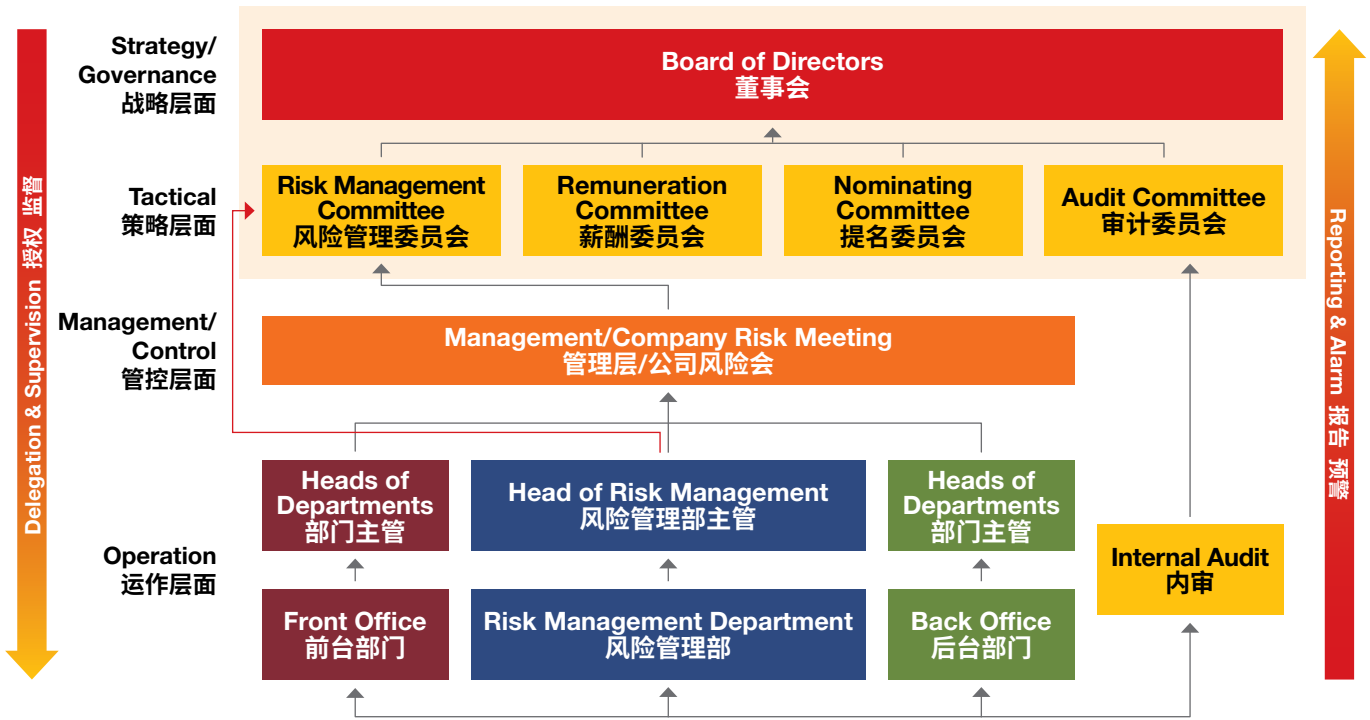 Strategy/
Governance
战略层面
Board of Directors
董事会
Tactical
策略层面
Risk Management
Committee
风险管理委员会
Remuneration
Committee
薪酬委员会
Nominating
Committee
提名委员会
Audit Committee
审计委员会
Management/
Control
管控层面
Management/Company Risk Meeting
管理层/公司风险会
Operation
运作层面
Heads of
Departments
部门主管
Head of Risk Management
风险管理部主管
Heads of
Departments
部门主管
Internal Audit
内审
Front Office
前台部门
Risk Management Department
风险管理部
Back Office
后台部门
Delegation & Supervision 授权 监督
Reporting & Alarm 报告 预警